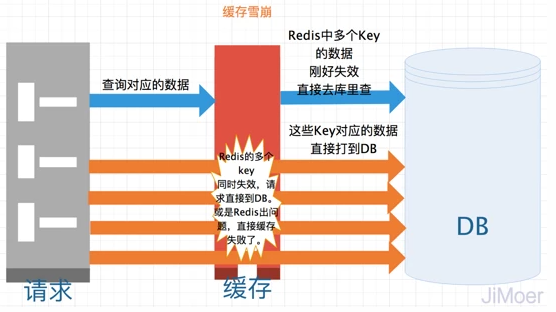 缓存雪崩
查询对应的数据
Redis中多个Key
的数据
刚好失效
直接去库里查
这些Key对应的数据
直接打到DB
Redis的多个
key
同时失效，请
求直接到DB。
或是Redis出问
题，直接缓存
失败了。
DB
请求
缓存
JiMoer